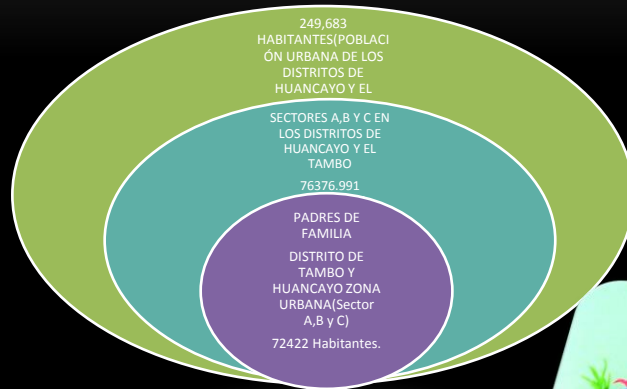 249,683
HABITANTES(POBLACI
ÓN URBANA DE LOS
DISTRITOS DE
HUANCAYO Y EL
SECTORES A,B Y C EN
LOS DISTRITOS DE
HUANCAYO Y EL
TAMBO
76376.991
PADRES DE
FAMILIA
DISTRITO DE
TAMBO Y
HUANCAYO ZONA
URBANA(Sector
A,B y C)
72422 Habitantes.